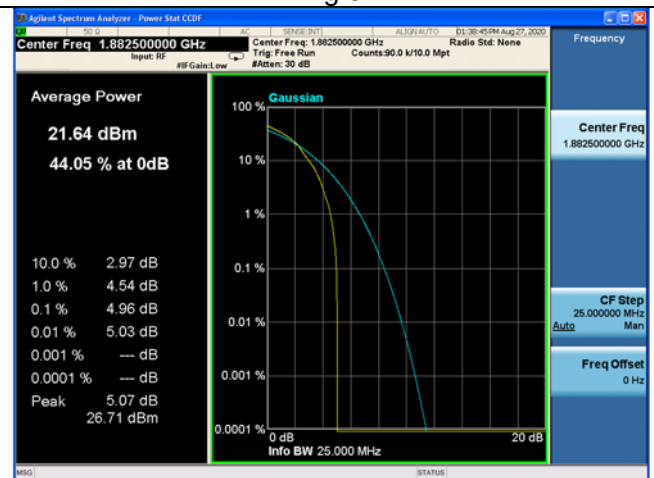 Agilent Spectrum Analyzer - Power Stat CCDF
50 Ω AC SENSE:INT ALIGN AUTO 01:38:45 PM Aug 27, 2020
Center Freq 1.882500000 GHz
Input: RF
#IFGain:Low
Center Freq: 1.882500000 GHz
Trig: Free Run
#Atten: 30 dB
Counts:90.0 k/10.0 Mpt
Radio Std: None
Frequency
Average Power
21.64 dBm
44.05 % at 0dB
10.0 % 2.97 dB
1.0 % 4.54 dB
0.1 % 4.96 dB
0.01 % 5.03 dB
0.001 % --- dB
0.0001 % --- dB
Peak 5.07 dB
26.71 dBm
Gaussian
100 %
10 %
1 %
0.1 %
0.01 %
0.001 %
0.0001 %
0 dB 20 dB
Info BW 25.000 MHz
Center Freq
1.882500000 GHz
CF Step
25.000000 MHz
Auto Man
Freq Offset
0 Hz
MSG STATUS